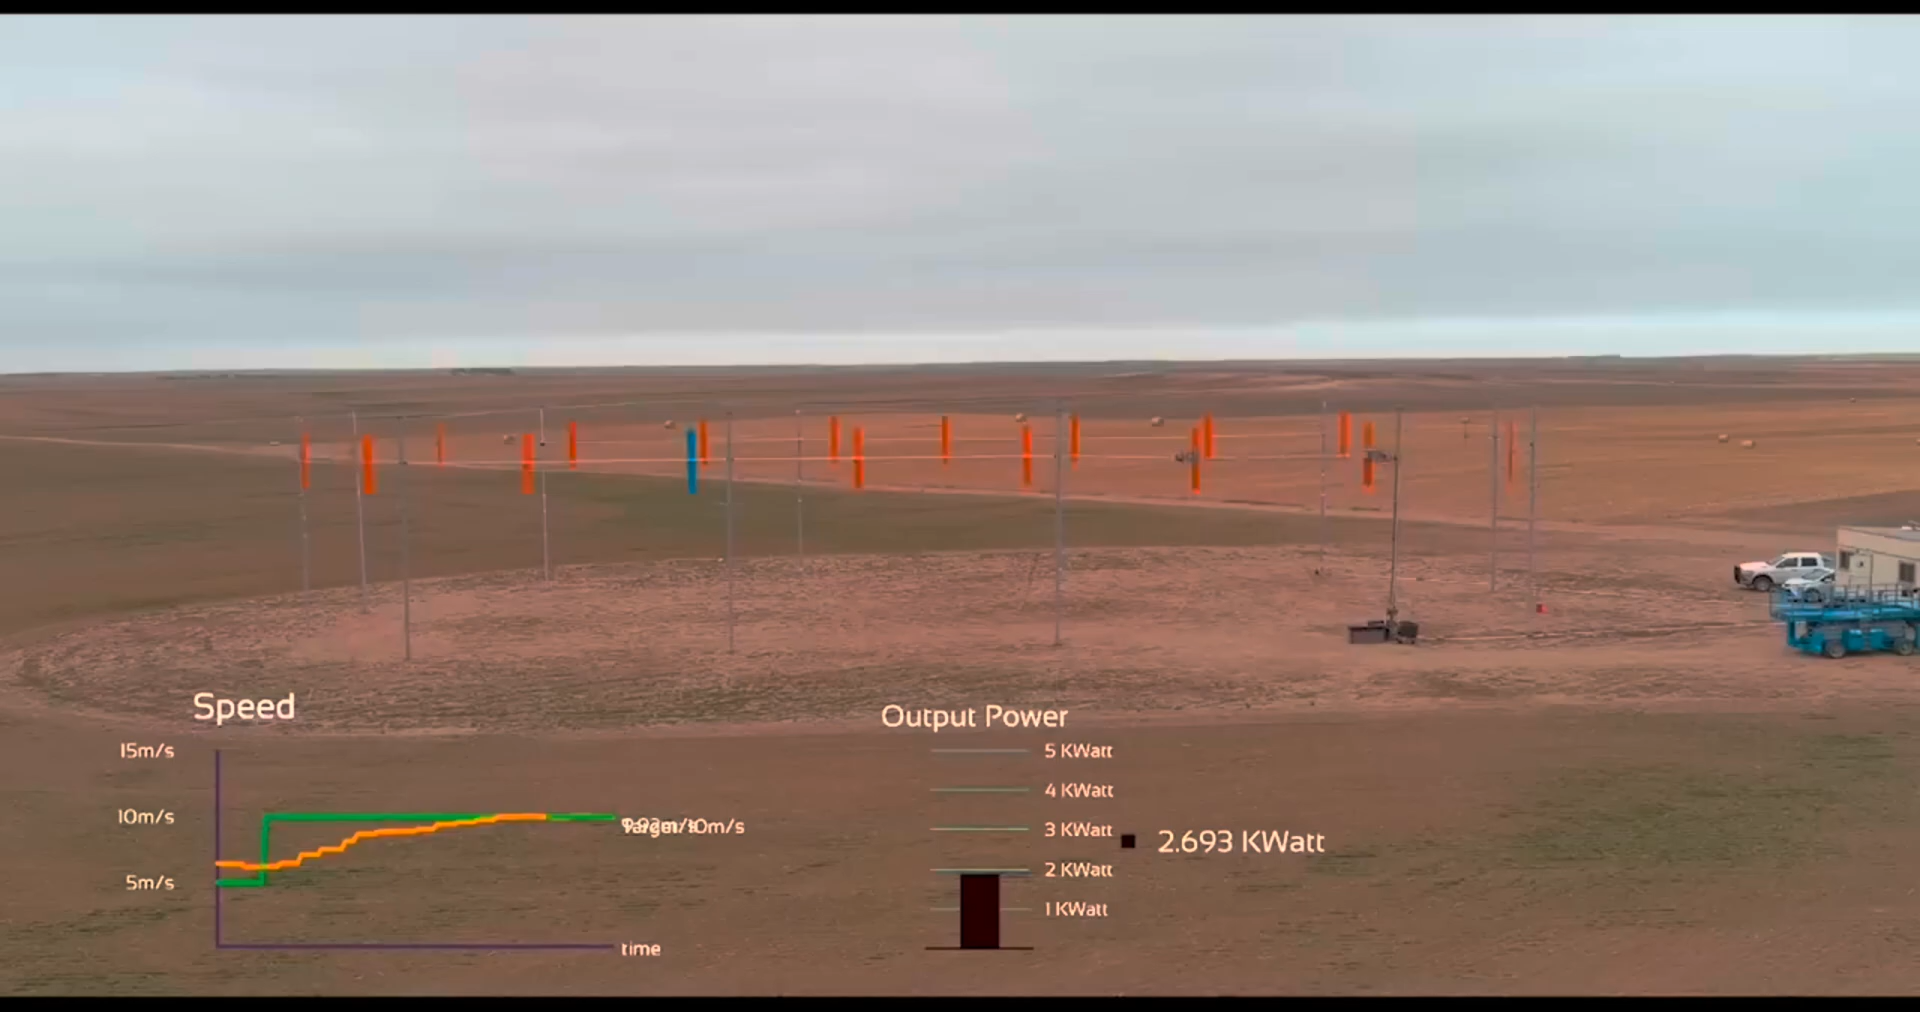 Speed
15m/s
10m/s
5m/s
time
Output Power
5 KWatt
4 KWatt
3 KWatt
2 KWatt
1 KWatt
2.693 KWatt